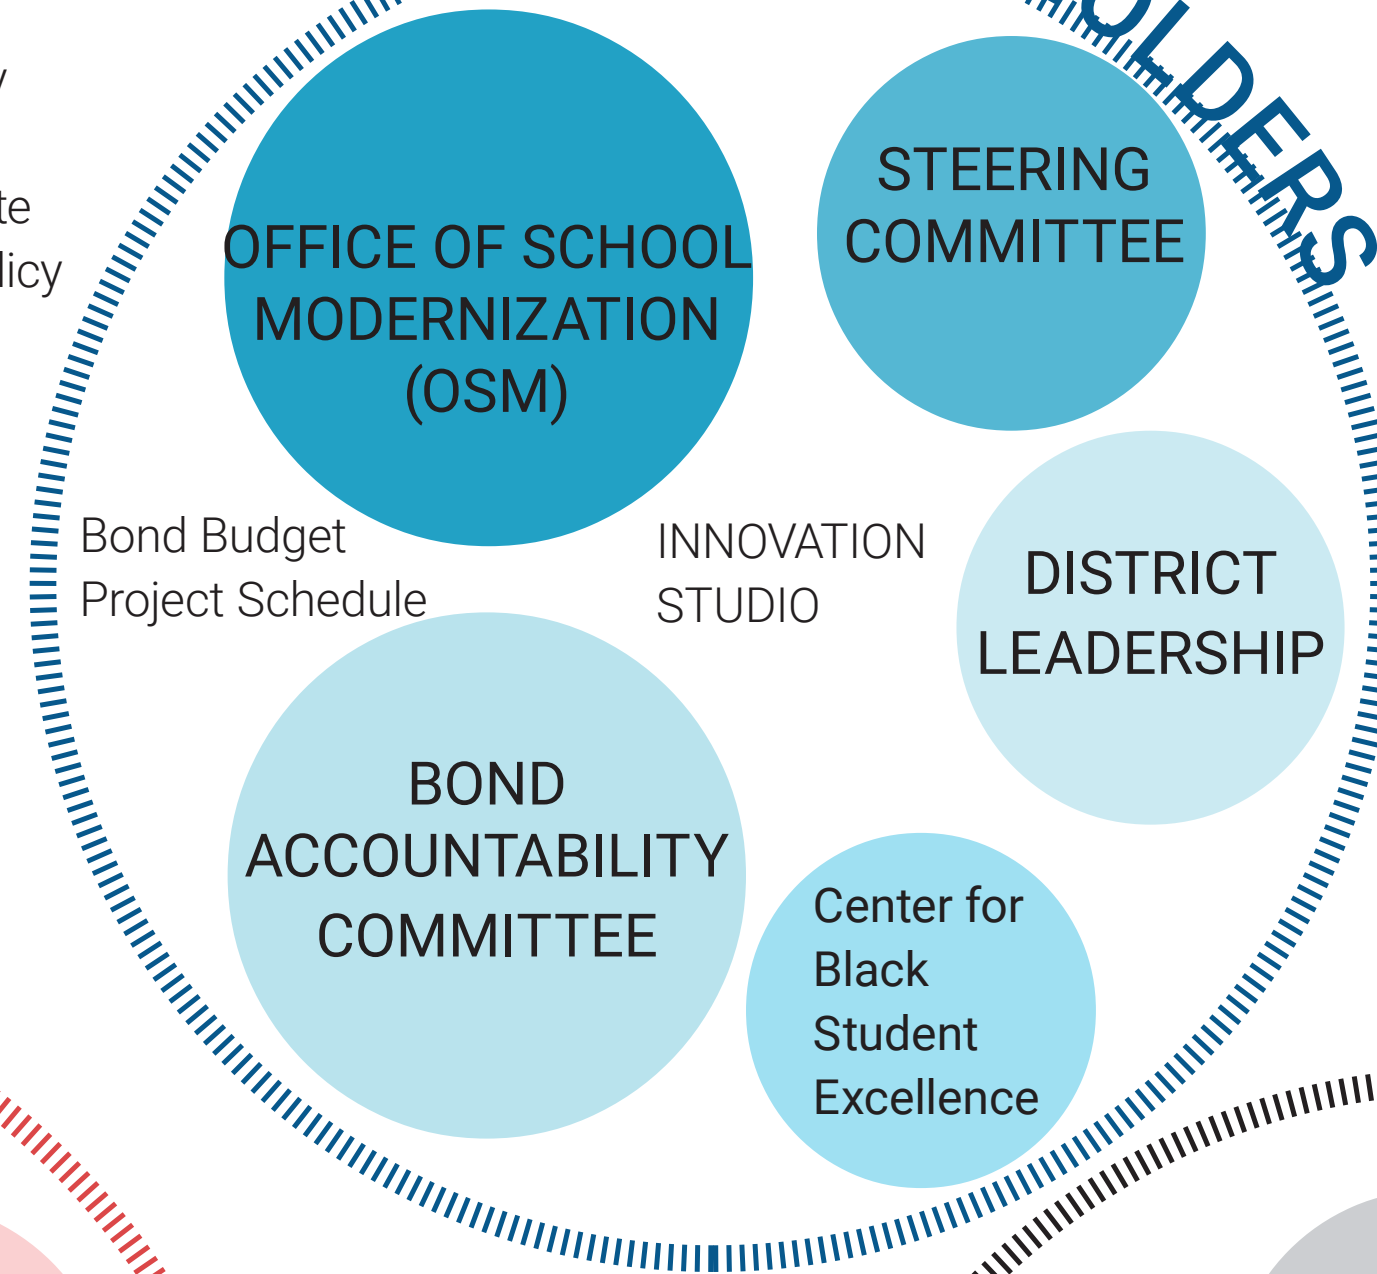 OLDERS
OFFICE OF SCHOOL
MODERNIZATION
(OSM)
STEERING
COMMITTEE
Bond Budget
Project Schedule
INNOVATION
STUDIO
DISTRICT
LEADERSHIP
BOND
ACCOUNTABILITY
COMMITTEE
Center for
Black
Student
Excellence